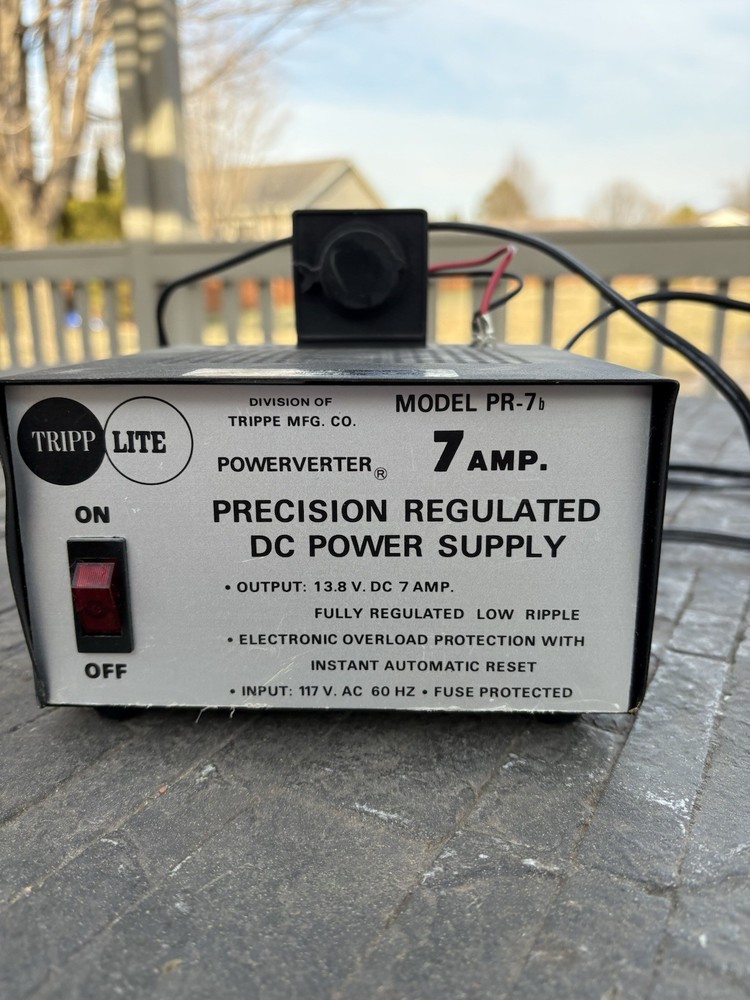 TRIPP LITE
DIVISION OF
TRIPPE MFG. CO.
MODEL PR-7b
POWERVERTER®
7 AMP.
PRECISION REGULATED
DC POWER SUPPLY
ON
OFF
• OUTPUT: 13.8 V. DC 7 AMP.
FULLY REGULATED LOW RIPPLE
• ELECTRONIC OVERLOAD PROTECTION WITH
INSTANT AUTOMATIC RESET
• INPUT: 117 V. AC 60 HZ • FUSE PROTECTED